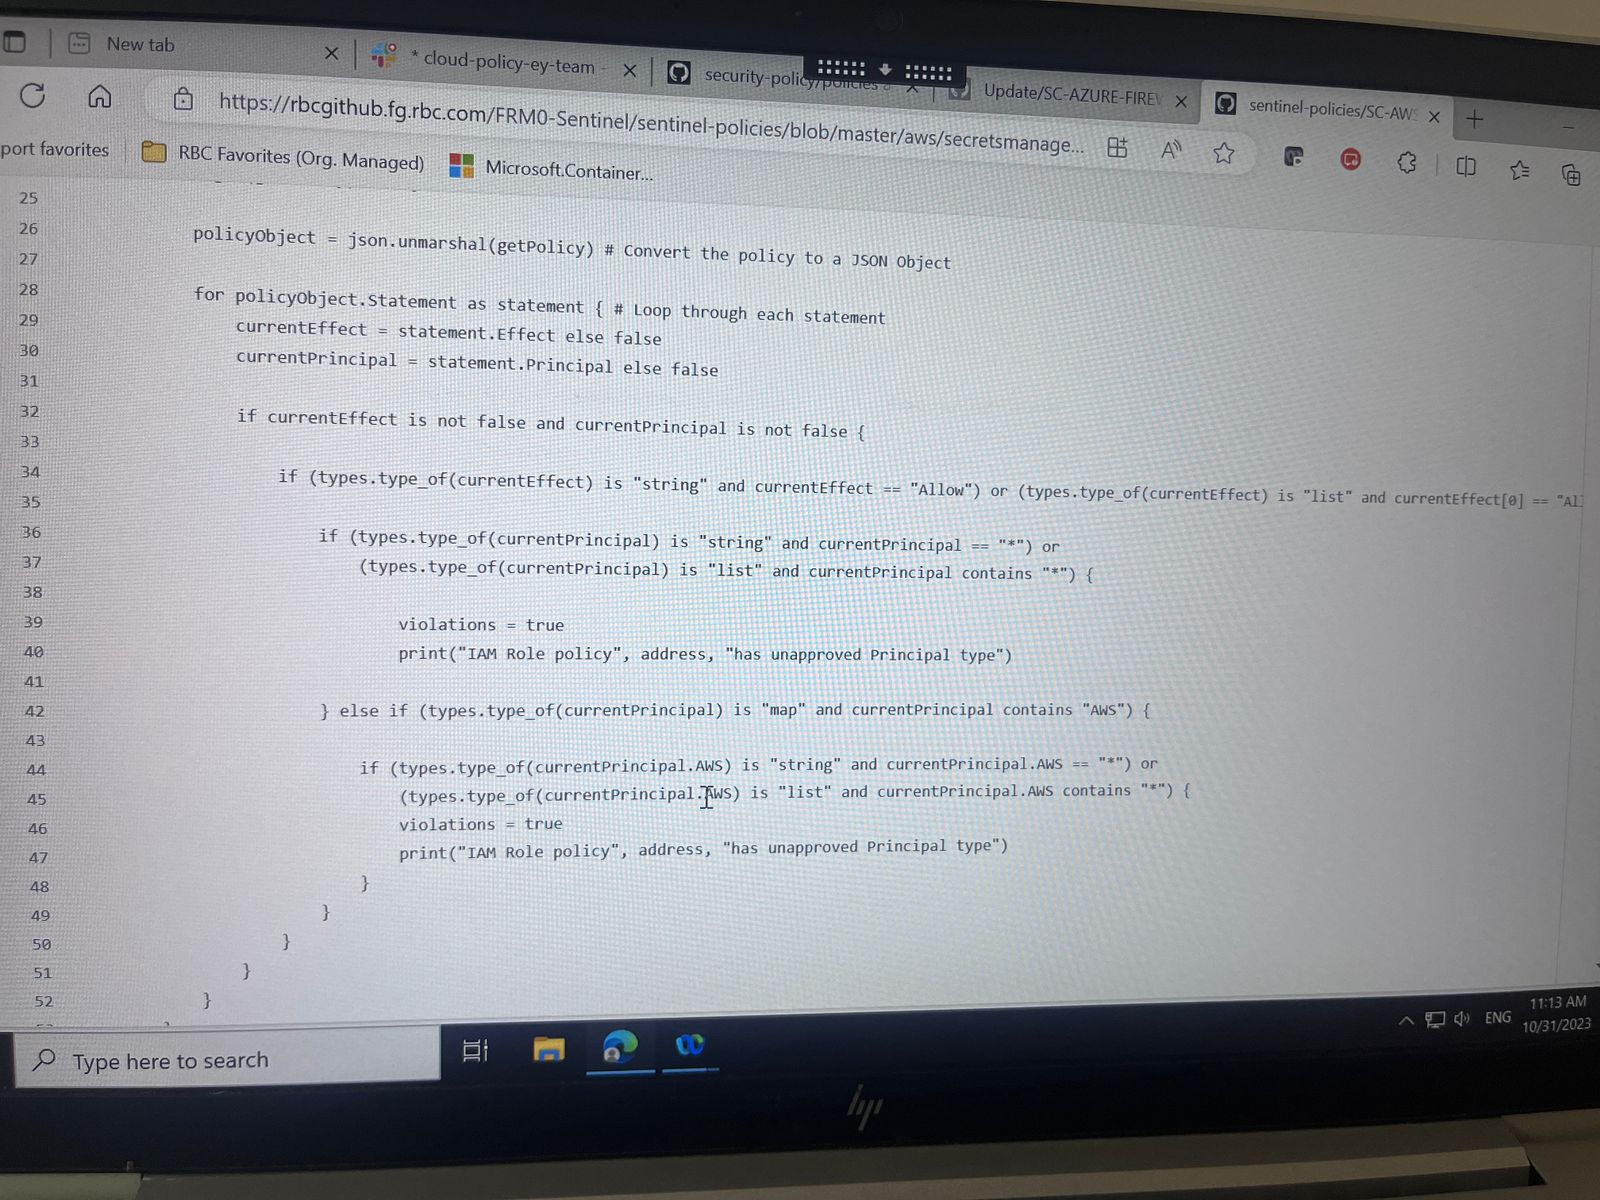 New tab
* cloud-policy-ey-team -
security-policy/policies
Update/SC-AZURE-FIREW
sentinel-policies/SC-AWS
https://rbcgithub.fg.rbc.com/FRM0-Sentinel/sentinel-policies/blob/master/aws/secretsmanage...
port favorites
RBC Favorites (Org. Managed)
Microsoft.Container...
25
26 policyObject = json.unmarshal(getPolicy) # Convert the policy to a JSON Object
27
28 for policyObject.Statement as statement { # Loop through each statement
29 currentEffect = statement.Effect else false
30 currentPrincipal = statement.Principal else false
31
32 if currentEffect is not false and currentPrincipal is not false {
33
34 if (types.type_of(currentEffect) is "string" and currentEffect == "Allow") or (types.type_of(currentEffect) is "list" and currentEffect[0] == "Al
35
36 if (types.type_of(currentPrincipal) is "string" and currentPrincipal == "*") or
37 (types.type_of(currentPrincipal) is "list" and currentPrincipal contains "*") {
38
39 violations = true
40 print("IAM Role policy", address, "has unapproved Principal type")
41
42 } else if (types.type_of(currentPrincipal) is "map" and currentPrincipal contains "AWS") {
43
44 if (types.type_of(currentPrincipal.AWS) is "string" and currentPrincipal.AWS == "*") or
45 (types.type_of(currentPrincipal.AWS) is "list" and currentPrincipal.AWS contains "*") {
46 violations = true
47 print("IAM Role policy", address, "has unapproved Principal type")
48 }
49 }
50 }
51 }
52 }
Type here to search
ENG
11:13 AM
10/31/2023
hp